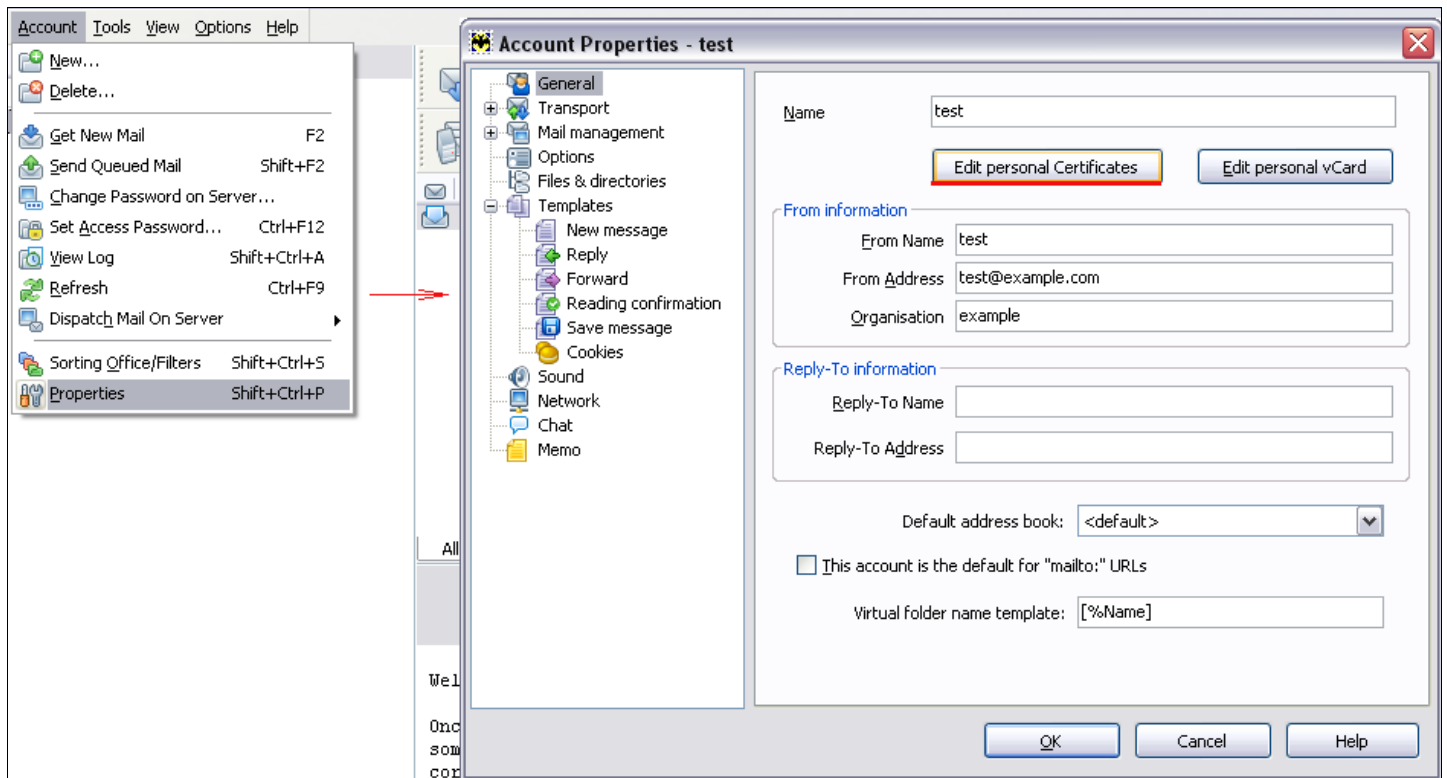 Account Tools View Options Help
New...
Delete...
Get New Mail F2
Send Queued Mail Shift+F2
Change Password on Server...
Set Access Password... Ctrl+F12
View Log Shift+Ctrl+A
Refresh Ctrl+F9
Dispatch Mail On Server
Sorting Office/Filters Shift+Ctrl+S
Properties Shift+Ctrl+P
All
Wel
Onc
som
cor
Account Properties - test
General
Transport
Mail management
Options
Files & directories
Templates
New message
Reply
Forward
Reading confirmation
Save message
Cookies
Sound
Network
Chat
Memo
Name test
Edit personal Certificates Edit personal vCard
From information
From Name test
From Address test@example.com
Organisation example
Reply-To information
Reply-To Name
Reply-To Address
Default address book: <default>
This account is the default for "mailto:" URLs
Virtual folder name template: [%Name]
OK Cancel Help